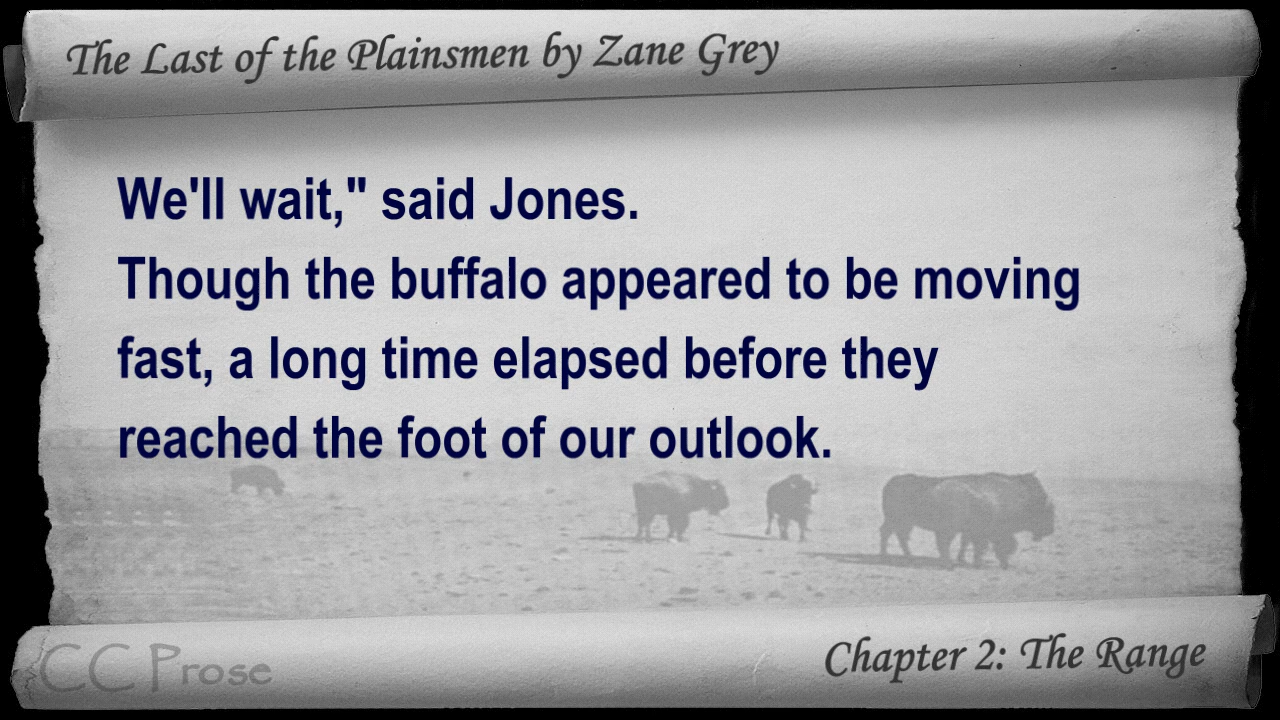 The Last of the Plainsmen by Zane Grey
We'll wait," said Jones.
Though the buffalo appeared to be moving
fast, a long time elapsed before they
reached the foot of our outlook.
CC Prose
Chapter 2: The Range